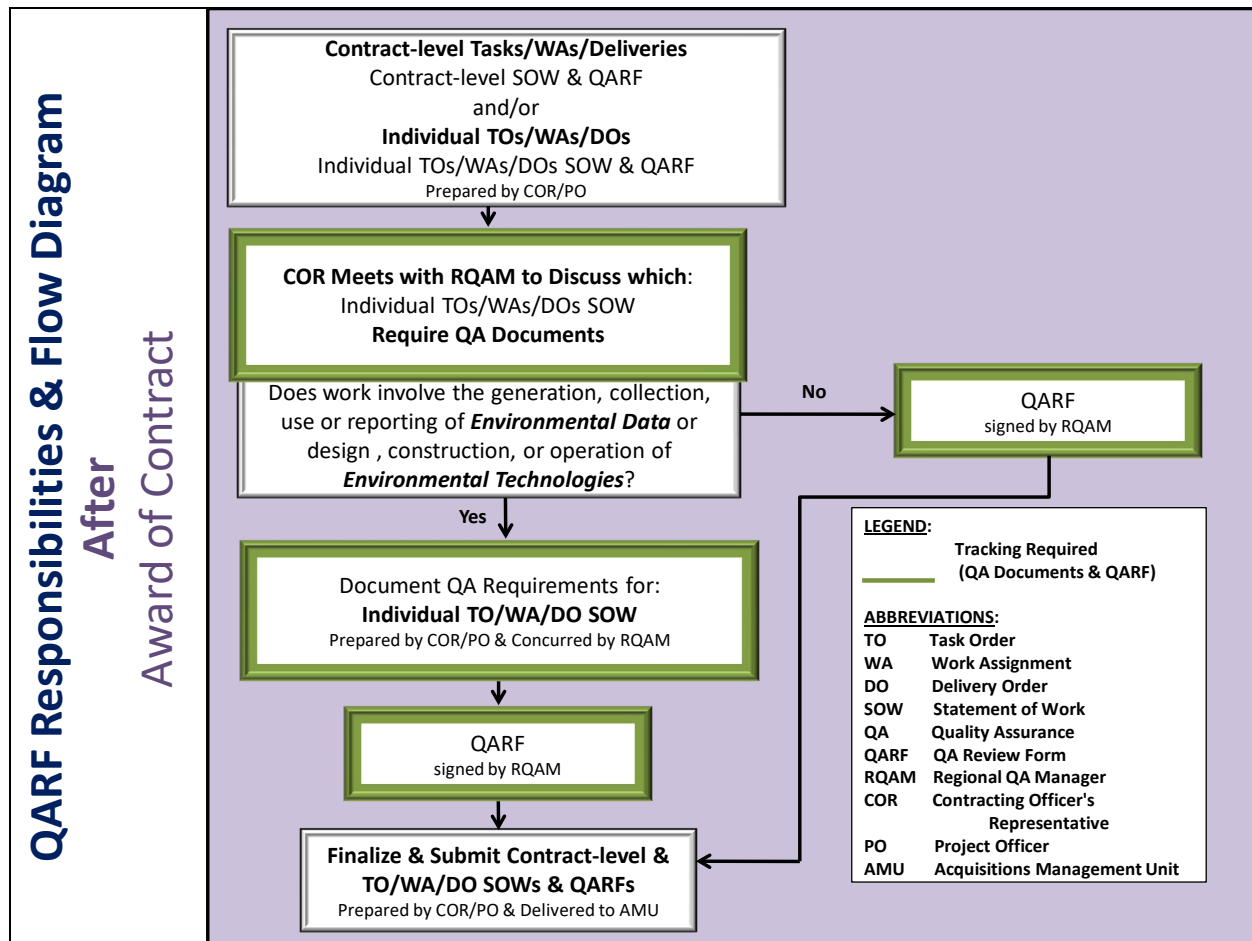 QARF Responsibilities & Flow Diagram
After
Award of Contract
Contract-level Tasks/WAs/Deliveries
Contract-level SOW & QARF
and/or
Individual TOs/WAs/DOs
Individual TOs/WAs/DOs SOW & QARF
Prepared by COR/PO
COR Meets with RQAM to Discuss which:
Individual TOs/WAs/DOs SOW
Require QA Documents
Does work involve the generation, collection,
use or reporting of Environmental Data or
design , construction, or operation of
Environmental Technologies?
No
QARF
signed by RQAM
Yes
Document QA Requirements for:
Individual TO/WA/DO SOW
Prepared by COR/PO & Concurred by RQAM
QARF
signed by RQAM
Finalize & Submit Contract-level &
TO/WA/DO SOWs & QARFs
Prepared by COR/PO & Delivered to AMU
LEGEND:
Tracking Required
(QA Documents & QARF)
ABBREVIATIONS:
TO Task Order
WA Work Assignment
DO Delivery Order
SOW Statement of Work
QA Quality Assurance
QARF QA Review Form
RQAM Regional QA Manager
COR Contracting Officer's
Representative
PO Project Officer
AMU Acquisitions Management Unit